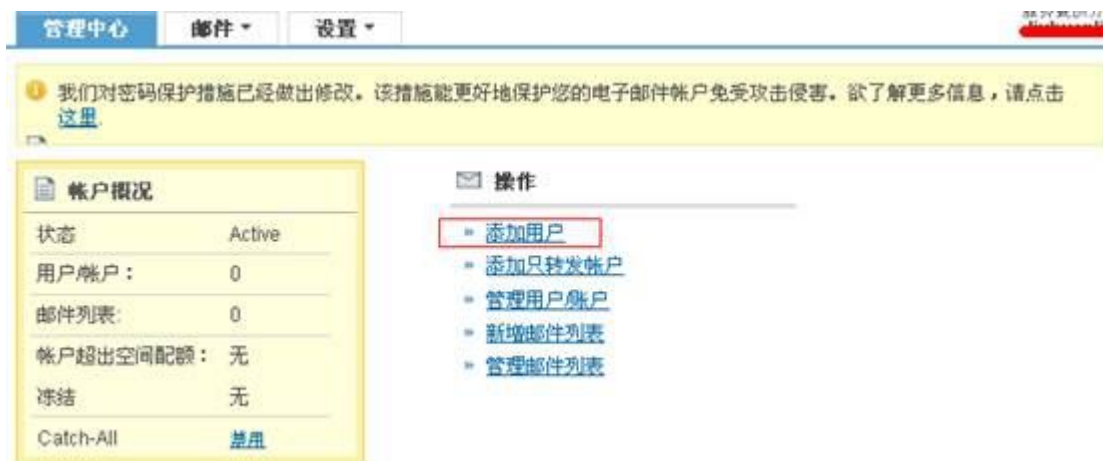 管理中心
邮件
设置
我们对密码保护措施已经做出修改。该措施能更好地保护您的电子邮件帐户免受攻击侵害。欲了解更多信息，请点击
这里.
帐户概况
状态 Active
用户/帐户： 0
邮件列表: 0
帐户超出空间配额： 无
冻结 无
Catch-All 禁用
操作
添加用户
添加只转发帐户
管理用户/账户
新增邮件列表
管理邮件列表